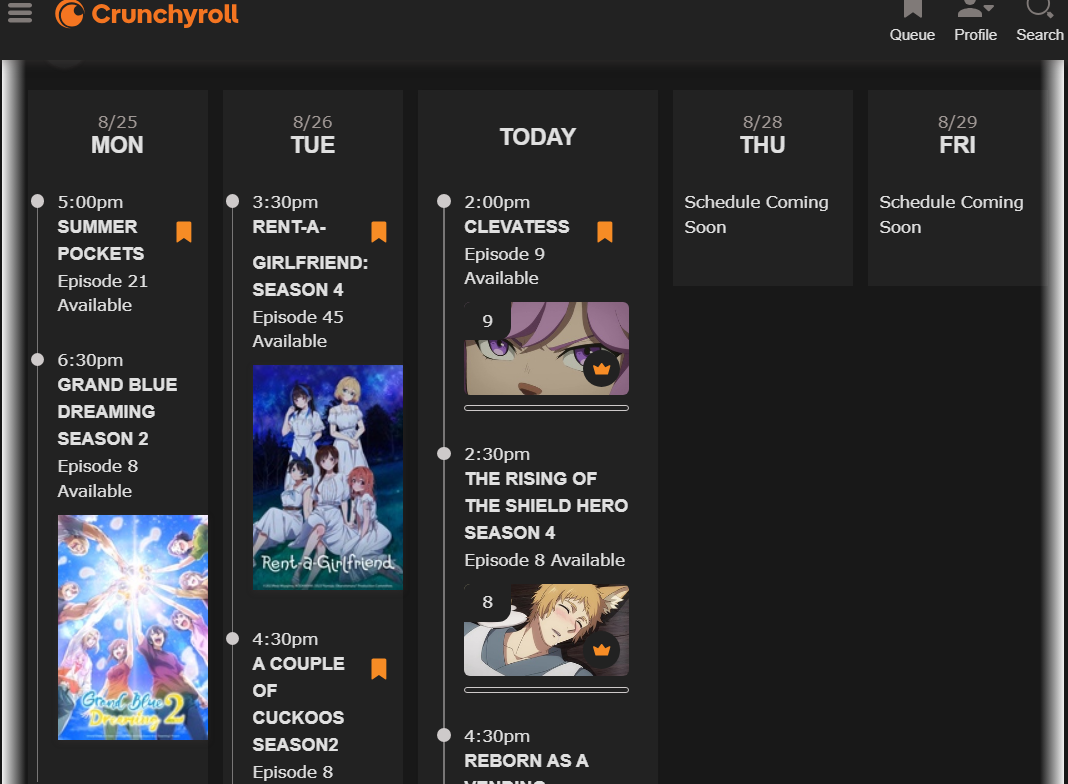 Crunchyroll
Queue
Profile
Search
8/25
MON
5:00pm
SUMMER
POCKETS
Episode 21
Available
6:30pm
GRAND BLUE
DREAMING
SEASON 2
Episode 8
Available
Grand Blue
Dreaming 2
8/26
TUE
3:30pm
RENT-A-
GIRLFRIEND:
SEASON 4
Episode 45
Available
Rent-a-Girlfriend
4:30pm
A COUPLE
OF
CUCKOOS
SEASON2
Episode 8
TODAY
2:00pm
CLEVATESS
Episode 9
Available
9
2:30pm
THE RISING OF
THE SHIELD HERO
SEASON 4
Episode 8 Available
8
4:30pm
REBORN AS A
VENDING
8/28
THU
Schedule Coming
Soon
8/29
FRI
Schedule Coming
Soon